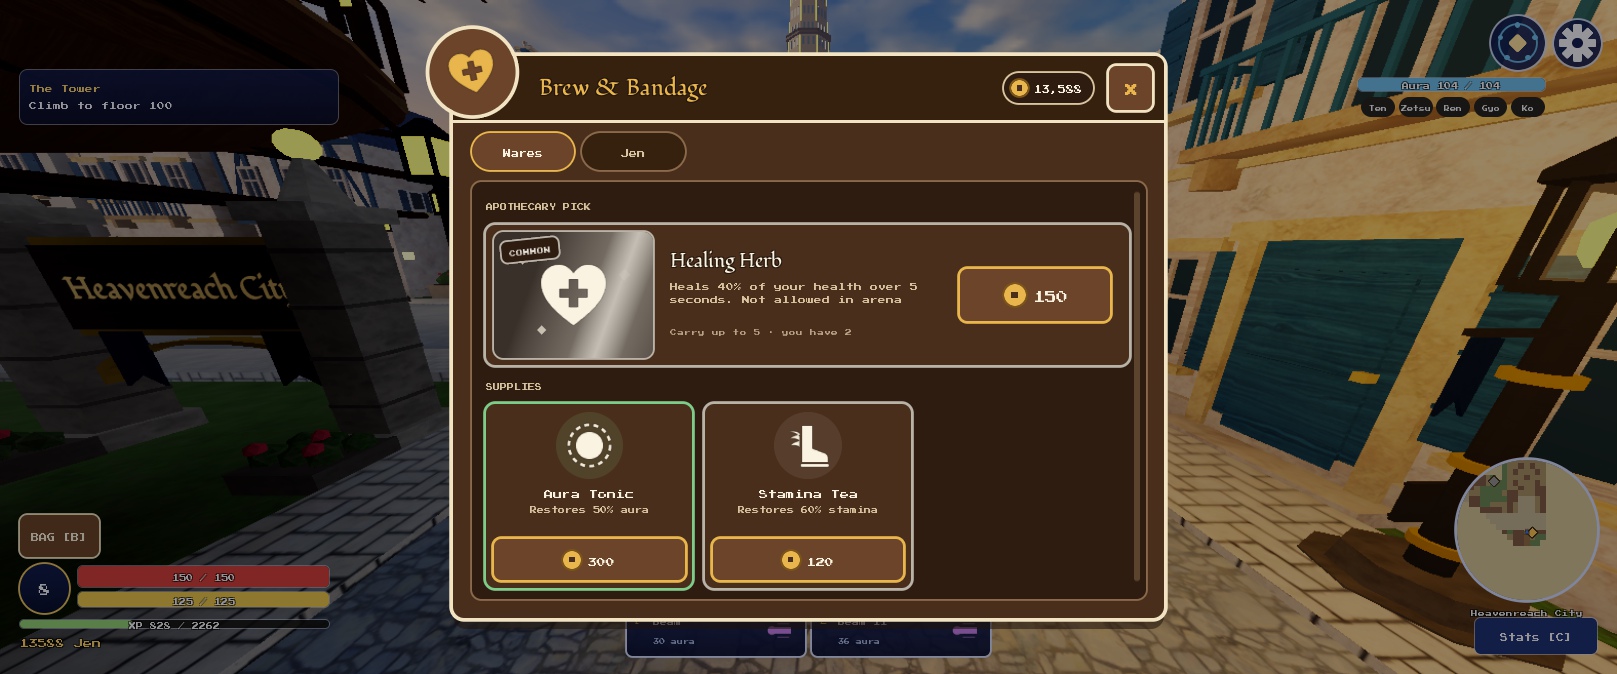 The Tower
Climb to floor 100
Brew & Bandage
13,588
x
Aura 104 / 104
Ten
Zetsu
Ren
Gyo
Ko
Wares
Jen
APOTHECARY PICK
COMMON
Healing Herb
Heals 40% of your health over 5
seconds. Not allowed in arena
Carry up to 5 · you have 2
150
Heavenreach City
SUPPLIES
Aura Tonic
Restores 50% aura
300
Stamina Tea
Restores 60% stamina
120
BAG [B]
150 / 150
125 / 125
XP 828 / 2262
13588 Jen
30 aura
36 aura
Heavenreach City
Stats [C]